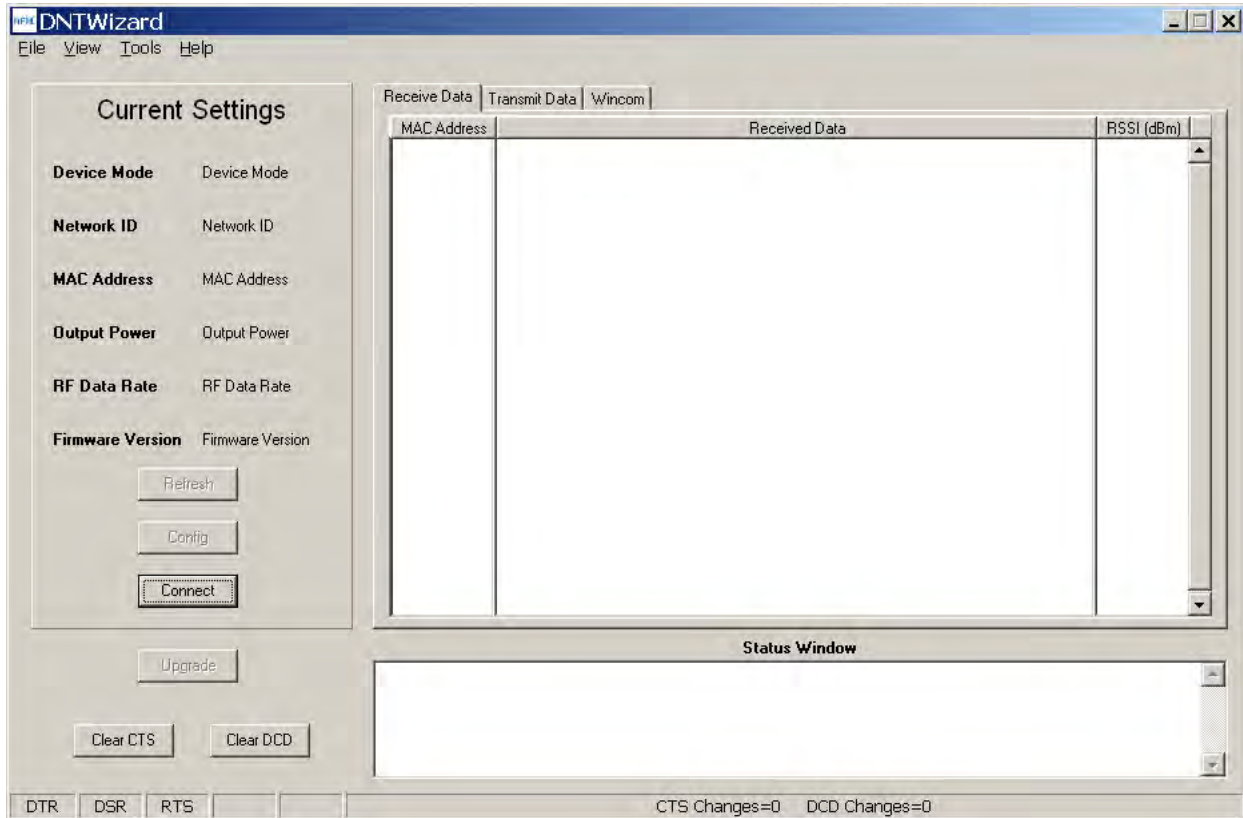 RFM DNTWizard
File View Tools Help
Current Settings
Device Mode Device Mode
Network ID Network ID
MAC Address MAC Address
Output Power Output Power
RF Data Rate RF Data Rate
Firmware Version Firmware Version
Refresh
Config
Connect
Upgrade
Clear CTS Clear DCD
Receive Data Transmit Data Wincom
MAC Address Received Data RSSI (dBm)
Status Window
DTR DSR RTS CTS Changes=0 DCD Changes=0